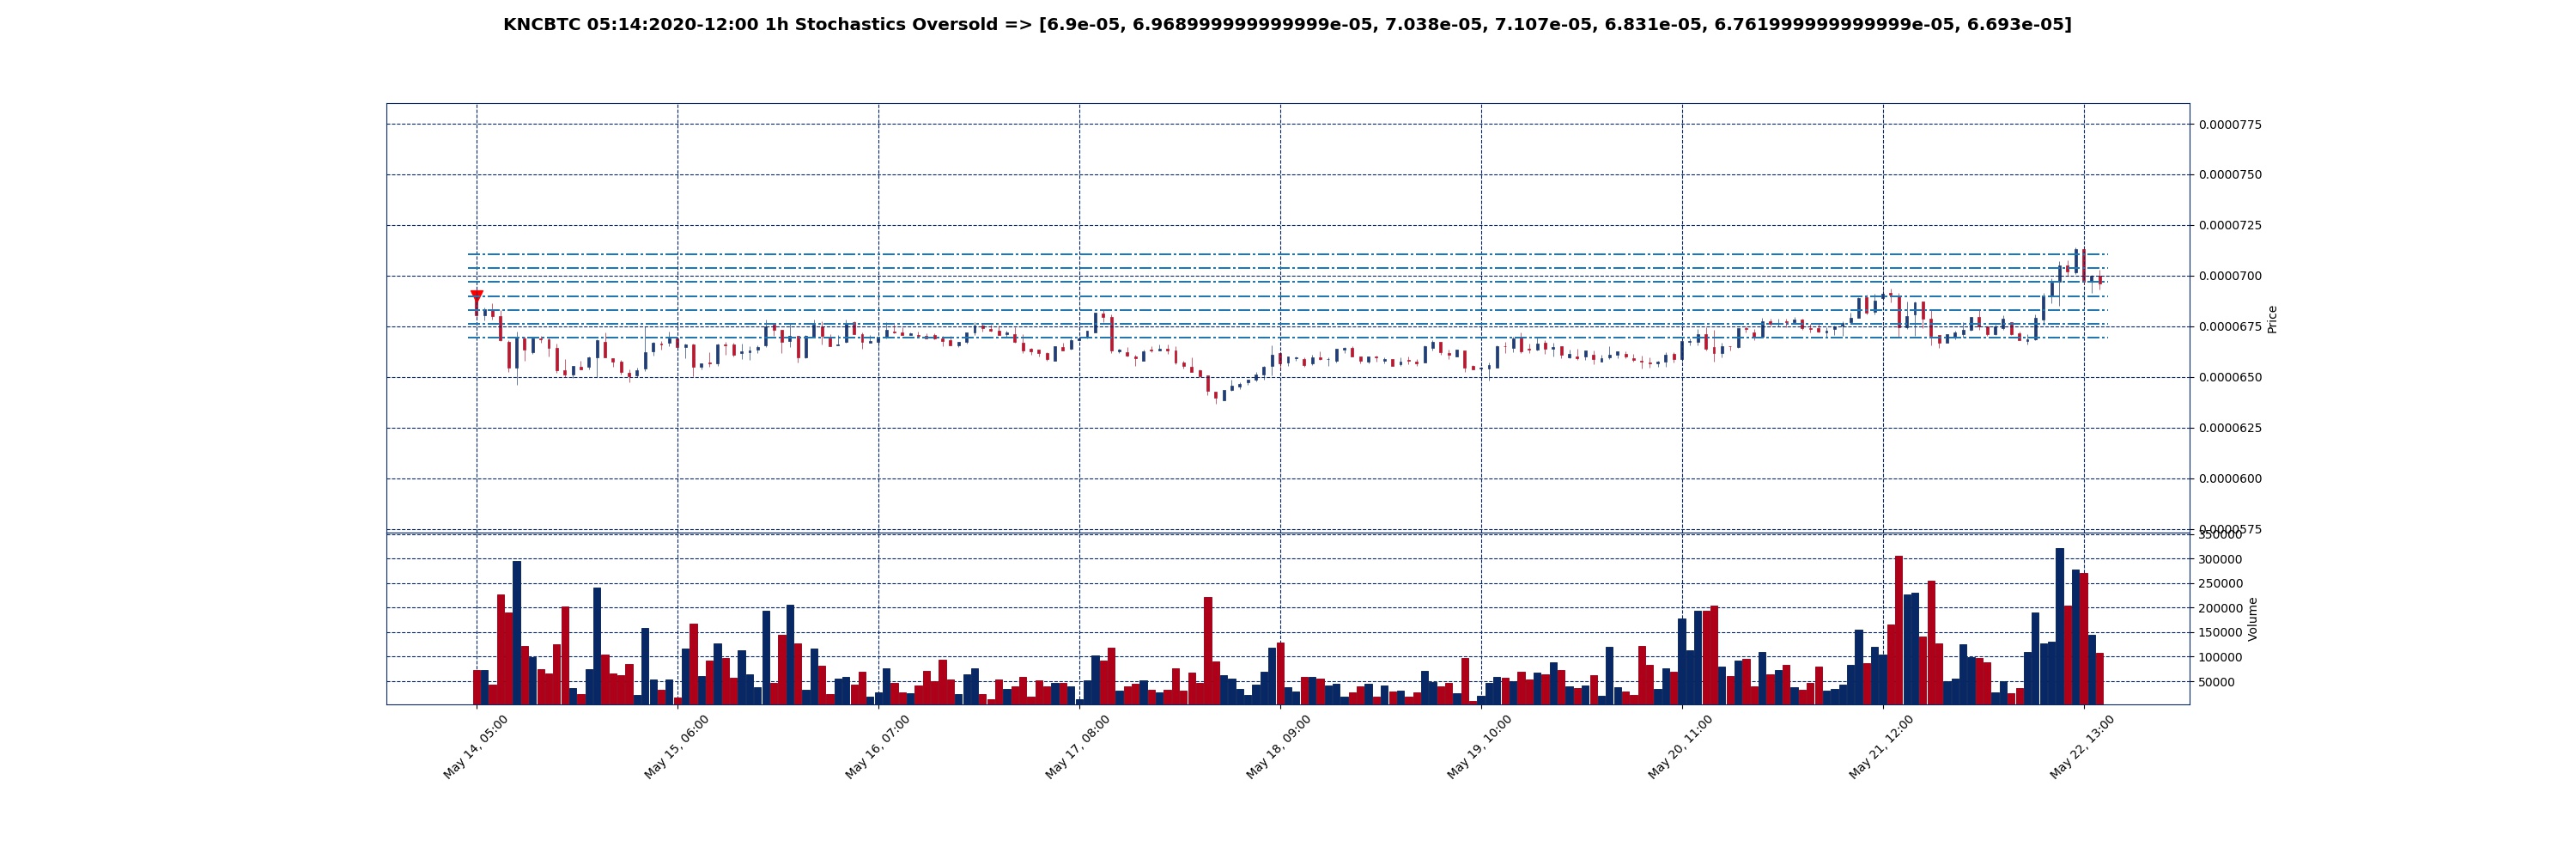 KNCBTC 05:14:2020-12:00 1h Stochastics Oversold => [6.9e-05, 6.968999999999999e-05, 7.038e-05, 7.107e-05, 6.831e-05, 6.761999999999999e-05, 6.693e-05]
0.0000775
0.0000750
0.0000725
0.0000700
0.0000675
0.0000650
0.0000625
0.0000600
0.0000575
Price
350000
300000
250000
200000
150000
100000
50000
Volume
May 14, 05:00
May 15, 06:00
May 16, 07:00
May 17, 08:00
May 18, 09:00
May 19, 10:00
May 20, 11:00
May 21, 12:00
May 22, 13:00